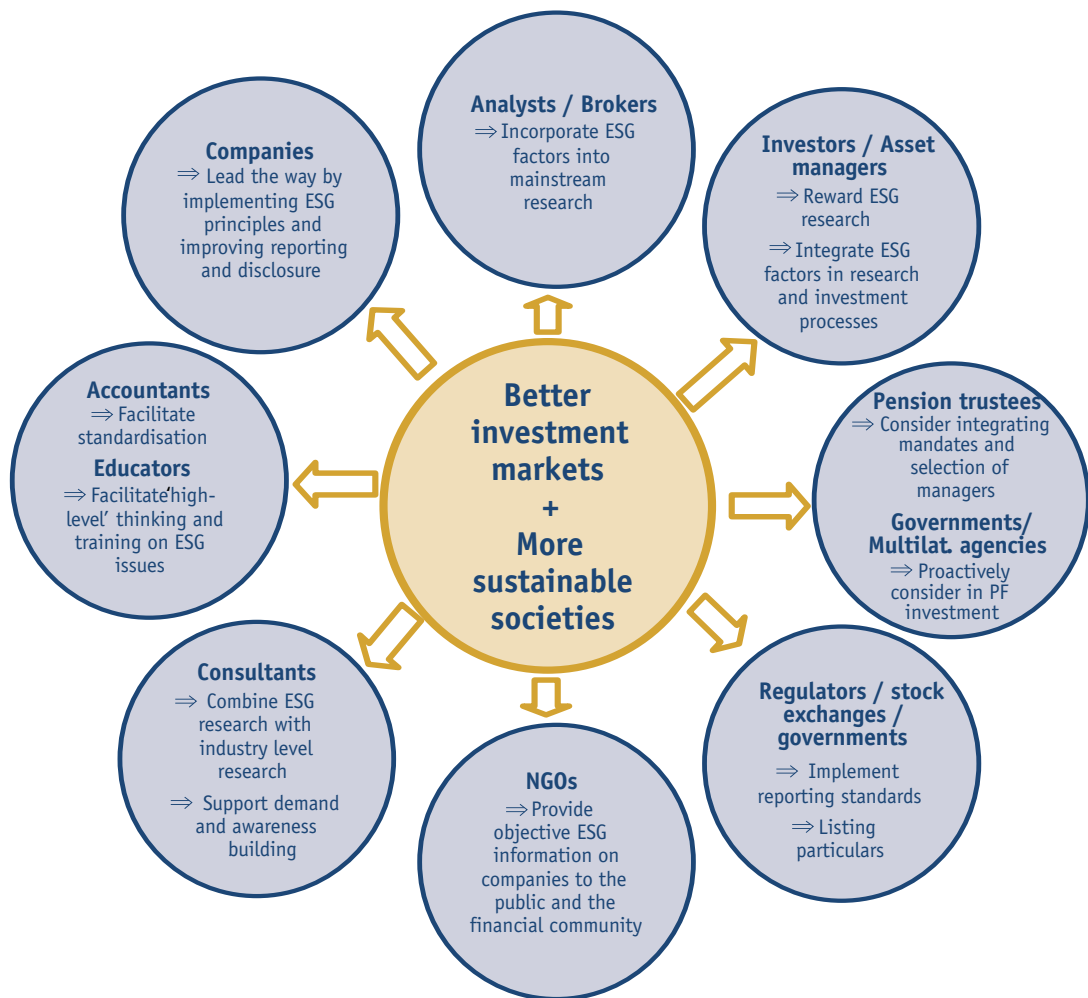 Analysts / Brokers
⇒ Incorporate ESG
factors into
mainstream
research
Investors / Asset
managers
⇒ Reward ESG
research
⇒ Integrate ESG
factors in research
and investment
processes
Pension trustees
⇒ Consider integrating
mandates and
selection of
managers
Governments/
Multilat. agencies
⇒ Proactively
consider in PF
investment
Regulators / stock
exchanges /
governments
⇒ Implement
reporting standards
⇒ Listing
particulars
NGOs
⇒ Provide
objective ESG
information on
companies to the
public and the
financial community
Consultants
⇒ Combine ESG
research with
industry level
research
⇒ Support demand
and awareness
building
Accountants
⇒ Facilitate
standardisation
Educators
⇒ Facilitate‘high-
level’ thinking and
training on ESG
issues
Companies
⇒ Lead the way by
implementing ESG
principles and
improving reporting
and disclosure
Better
investment
markets
+
More
sustainable
societies